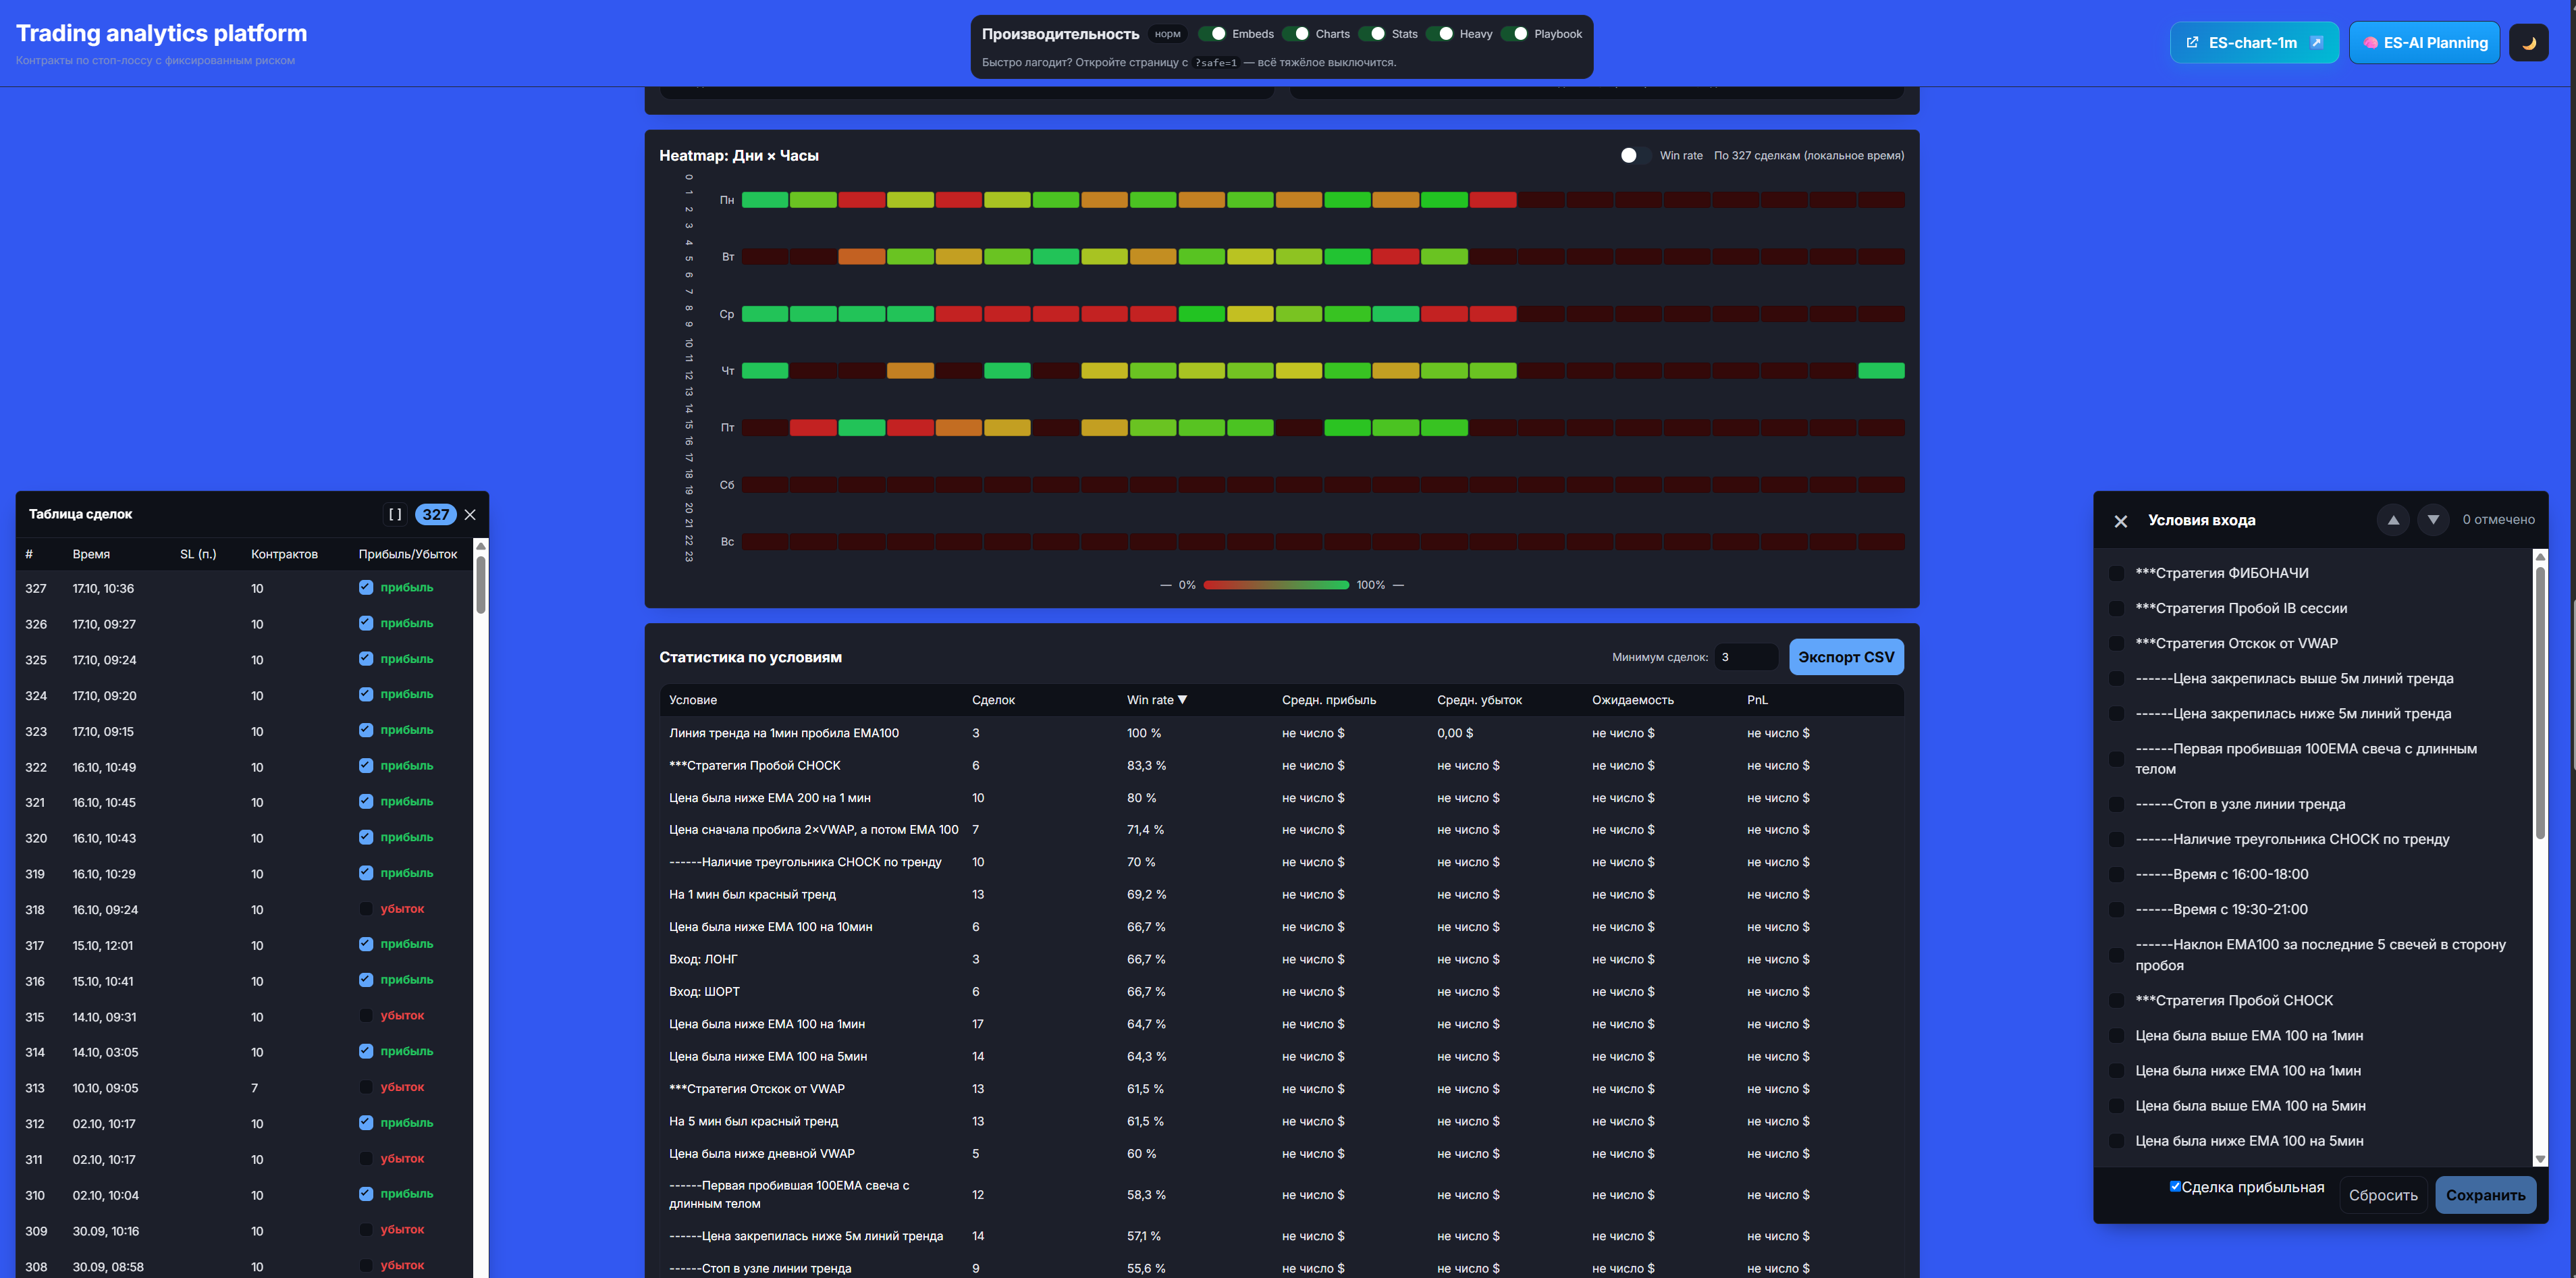 Trading analytics platform
Контракты по стоп-лоссу с фиксированным риском
Производительность норм Embeds Charts Stats Heavy Playbook
Быстро лагодит? Откройте страницу с ?safe=1 — всё тяжёлое выключится.
ES-chart-1m
ES-AI Planning
Heatmap: Дни × Часы
Win rate По 327 сделкам (локальное время)
0
1
2
3
4
5
6
7
8
9
10
11
12
13
14
15
16
17
18
19
20
21
22
23
Пн
Вт
Ср
Чт
Пт
Сб
Вс
— 0% 100% —
Таблица сделок [ ] 327
# Время SL (п.) Контрактов Прибыль/Убыток
327 17.10, 10:36 10 прибыль
326 17.10, 09:27 10 прибыль
325 17.10, 09:24 10 прибыль
324 17.10, 09:20 10 прибыль
323 17.10, 09:15 10 прибыль
322 16.10, 10:49 10 прибыль
321 16.10, 10:45 10 прибыль
320 16.10, 10:43 10 прибыль
319 16.10, 10:29 10 прибыль
318 16.10, 09:24 10 убыток
317 15.10, 12:01 10 прибыль
316 15.10, 10:41 10 прибыль
315 14.10, 09:31 10 убыток
314 14.10, 03:05 10 прибыль
313 10.10, 09:05 7 убыток
312 02.10, 10:17 10 прибыль
311 02.10, 10:17 10 убыток
310 02.10, 10:04 10 прибыль
309 30.09, 10:16 10 убыток
308 30.09, 08:58 10 убыток
Статистика по условиям
Минимум сделок: 3 Экспорт CSV
Условие Сделок Win rate ▼ Средн. прибыль Средн. убыток Ожидаемость PnL
Линия тренда на 1мин пробила EMA100 3 100 % не число $ 0,00 $ не число $ не число $
***Стратегия Пробой CHOCK 6 83,3 % не число $ не число $ не число $ не число $
Цена была ниже EMA 200 на 1 мин 10 80 % не число $ не число $ не число $ не число $
Цена сначала пробила 2×VWAP, а потом EMA 100 7 71,4 % не число $ не число $ не число $ не число $
------Наличие треугольника CHOCK по тренду 10 70 % не число $ не число $ не число $ не число $
На 1 мин был красный тренд 13 69,2 % не число $ не число $ не число $ не число $
Цена была ниже EMA 100 на 10мин 6 66,7 % не число $ не число $ не число $ не число $
Вход: ЛОНГ 3 66,7 % не число $ не число $ не число $ не число $
Вход: ШОРТ 6 66,7 % не число $ не число $ не число $ не число $
Цена была ниже EMA 100 на 1мин 17 64,7 % не число $ не число $ не число $ не число $
Цена была ниже EMA 100 на 5мин 14 64,3 % не число $ не число $ не число $ не число $
***Стратегия Отскок от VWAP 13 61,5 % не число $ не число $ не число $ не число $
На 5 мин был красный тренд 13 61,5 % не число $ не число $ не число $ не число $
Цена была ниже дневной VWAP 5 60 % не число $ не число $ не число $ не число $
------Первая пробившая 100EMA свеча с
длинным телом 12 58,3 % не число $ не число $ не число $ не число $
------Цена закрепилась ниже 5м линий тренда 14 57,1 % не число $ не число $ не число $ не число $
------Стоп в узле линии тренда 9 55,6 % не число $ не число $ не число $ не число $
Условия входа ▲ ▼ 0 отмечено
***Стратегия ФИБОНАЧИ
***Стратегия Пробой IB сессии
***Стратегия Отскок от VWAP
------Цена закрепилась выше 5м линий тренда
------Цена закрепилась ниже 5м линий тренда
------Первая пробившая 100EMA свеча с длинным
телом
------Стоп в узле линии тренда
------Наличие треугольника CHOCK по тренду
------Время с 16:00-18:00
------Время с 19:30-21:00
------Наклон EMA100 за последние 5 свечей в сторону
пробоя
***Стратегия Пробой CHOCK
Цена была выше EMA 100 на 1мин
Цена была ниже EMA 100 на 1мин
Цена была выше EMA 100 на 5мин
Цена была ниже EMA 100 на 5мин
Сделка прибыльная Сбросить Сохранить